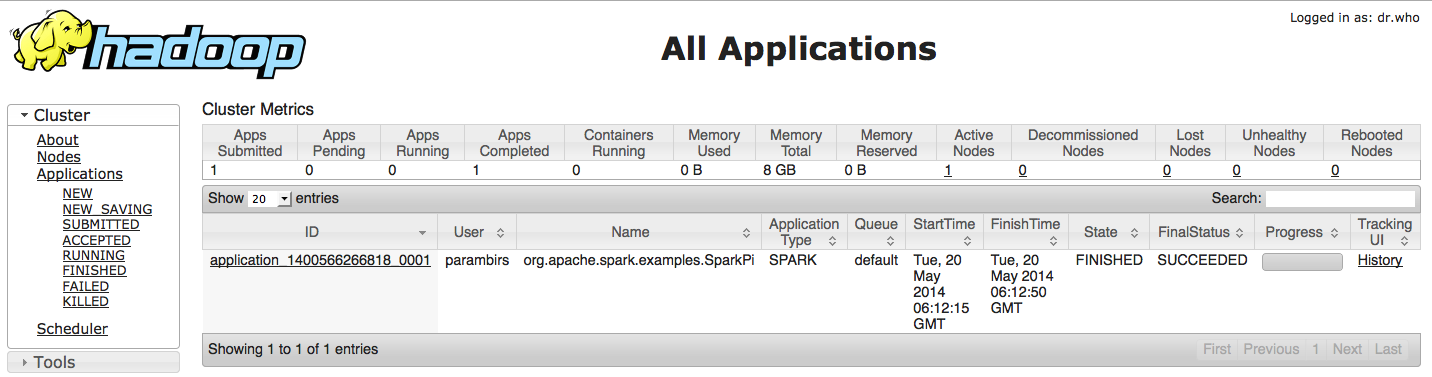 Logged in as: dr.who
hadoop
All Applications
Cluster
About
Nodes
Applications
NEW
NEW_SAVING
SUBMITTED
ACCEPTED
RUNNING
FINISHED
FAILED
KILLED
Scheduler
Tools
Cluster Metrics
Apps Submitted Apps Pending Apps Running Apps Completed Containers Running Memory Used Memory Total Memory Reserved Active Nodes Decommissioned Nodes Lost Nodes Unhealthy Nodes Rebooted Nodes
1 0 0 1 0 0 B 8 GB 0 B 1 0 0 0 0
Show 20 entries Search:
ID User Name Application Type Queue StartTime FinishTime State FinalStatus Progress Tracking UI
application_1400566266818_0001 parambirs org.apache.spark.examples.SparkPi SPARK default Tue, 20 May 2014 06:12:15 GMT Tue, 20 May 2014 06:12:50 GMT FINISHED SUCCEEDED History
Showing 1 to 1 of 1 entries First Previous 1 Next Last